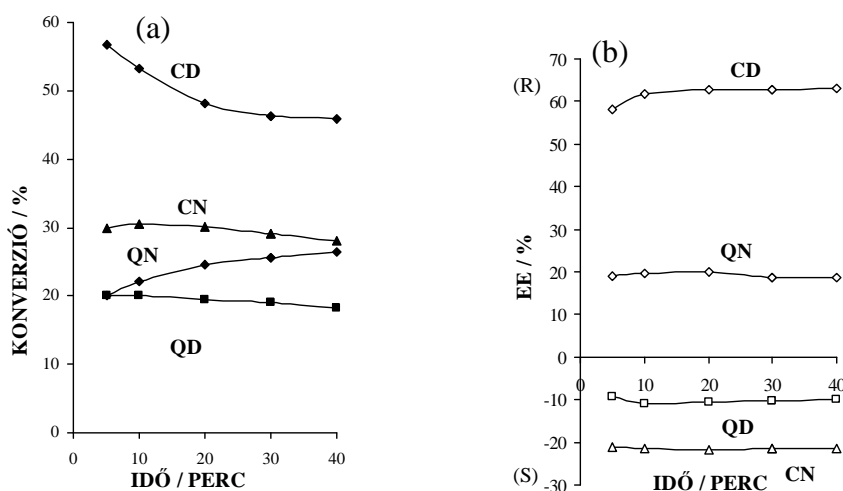 (a)
KONVERZIÓ / %
60
50
40
30
20
10
0
CD
CN
QN
QD
0 10 20 30 40
IDŐ / PERC
(b)
EE / %
(R)
(S)
70
60
50
40
30
20
10
0
-10
-20
-30
CD
QN
0 10 20 30 40
QD
CN
IDŐ / PERC